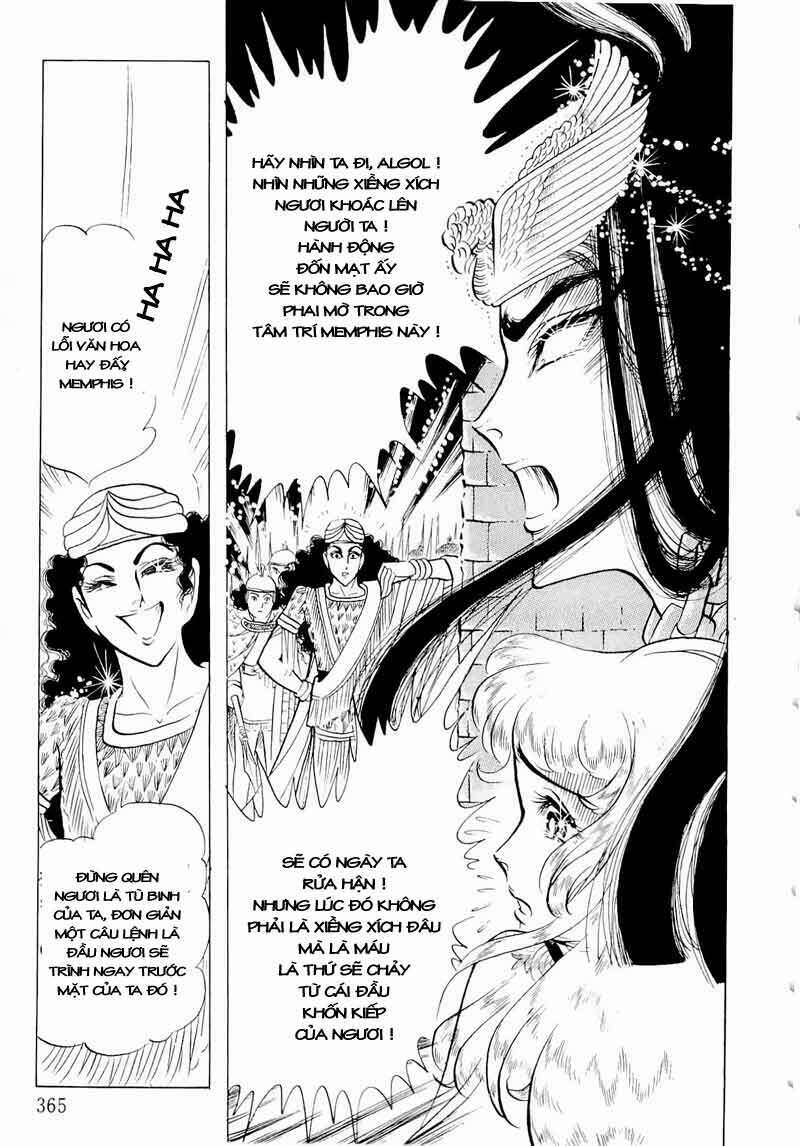 HÃY NHÌN TA ĐI, ALGOL !
NHÌN NHỮNG XIỀNG XÍCH
NGƯƠI KHOÁC LÊN
NGƯỜI TA !
HÀNH ĐỘNG
ĐỐN MẠT ẤY
SẼ KHÔNG BAO GIỜ
PHAI MỜ TRONG
TÂM TRÍ MEMPHIS NÀY !
SẼ CÓ NGÀY TA
RỬA HẬN !
NHƯNG LÚC ĐÓ KHÔNG
PHẢI LÀ XIỀNG XÍCH ĐÂU
MÀ LÀ MÁU
LÀ THỨ SẼ CHẢY
TỪ CÁI ĐẦU
KHỐN KIẾP
CỦA NGƯƠI !
HA HA HA
NGƯƠI CÓ
LỖI VĂN HOA
HAY ĐẤY
MEMPHIS !
ĐỪNG QUÊN
NGƯƠI LÀ TÙ BINH
CỦA TA, ĐƠN GIẢN
MỘT CÂU LỆNH LÀ
ĐẦU NGƯƠI SẼ
TRÌNH NGAY TRƯỚC
MẶT CỦA TA ĐÓ !
365